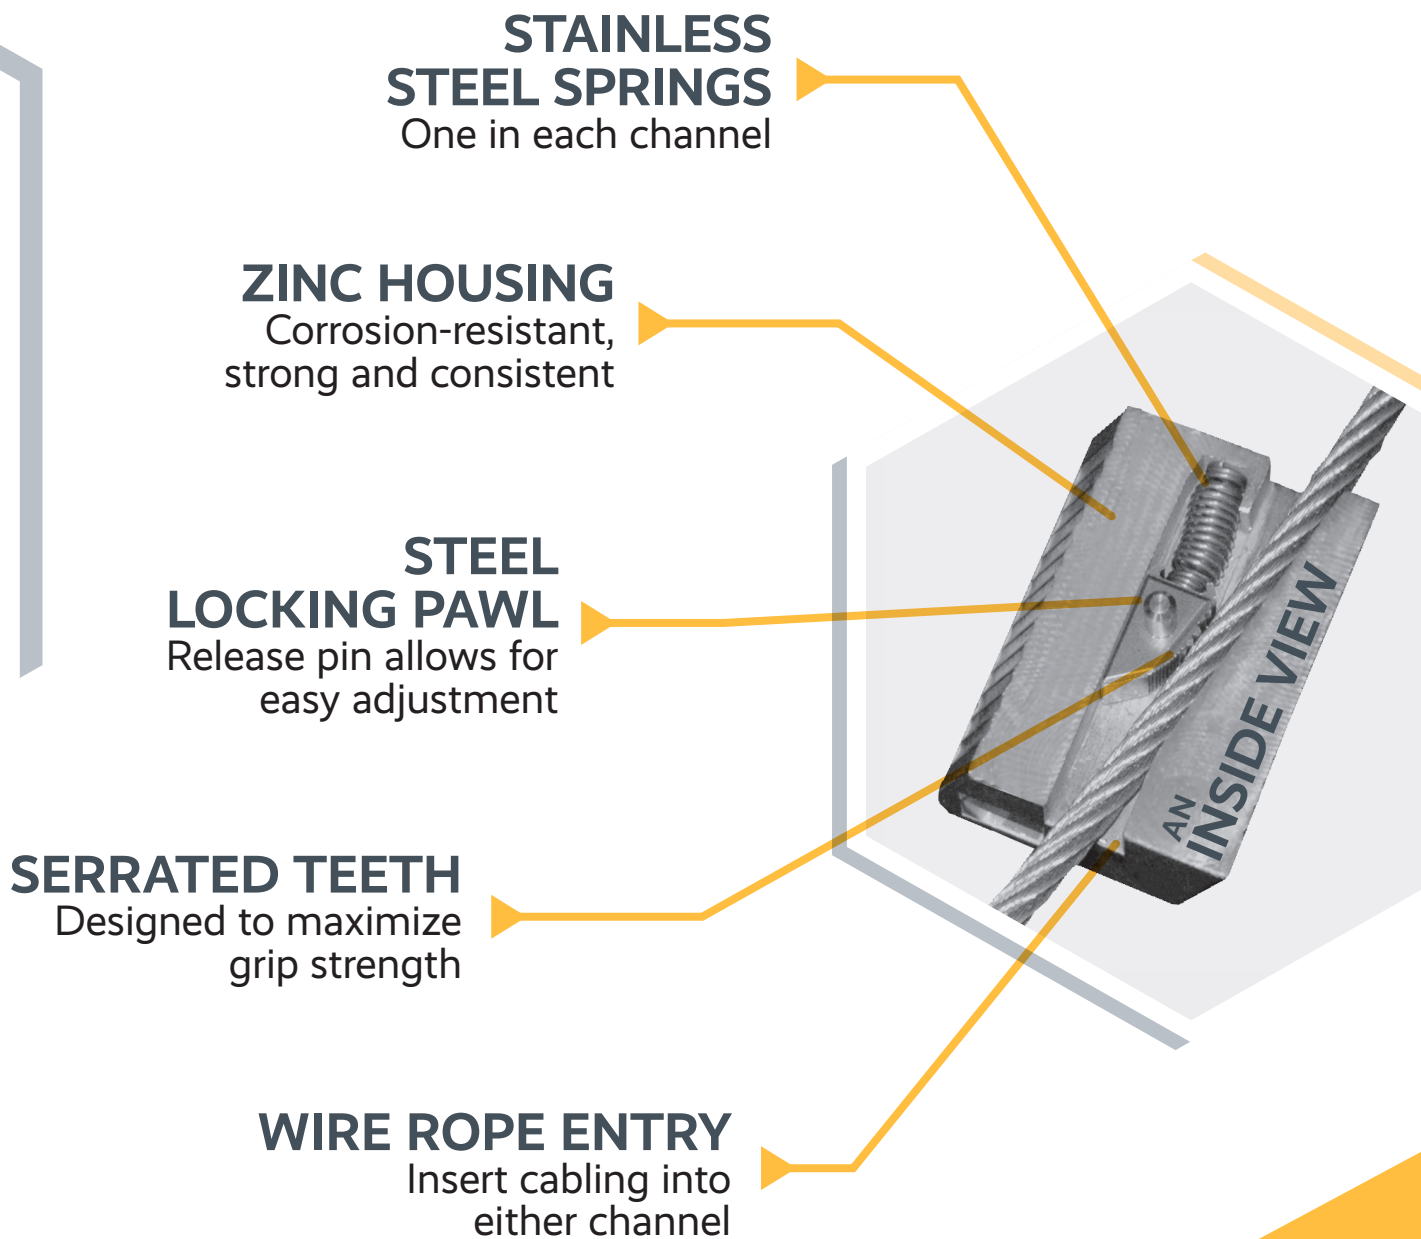 STAINLESS
STEEL SPRINGS
One in each channel
ZINC HOUSING
Corrosion-resistant,
strong and consistent
STEEL
LOCKING PAWL
Release pin allows for
easy adjustment
SERRATED TEETH
Designed to maximize
grip strength
WIRE ROPE ENTRY
Insert cabling into
either channel
AN
INSIDE VIEW